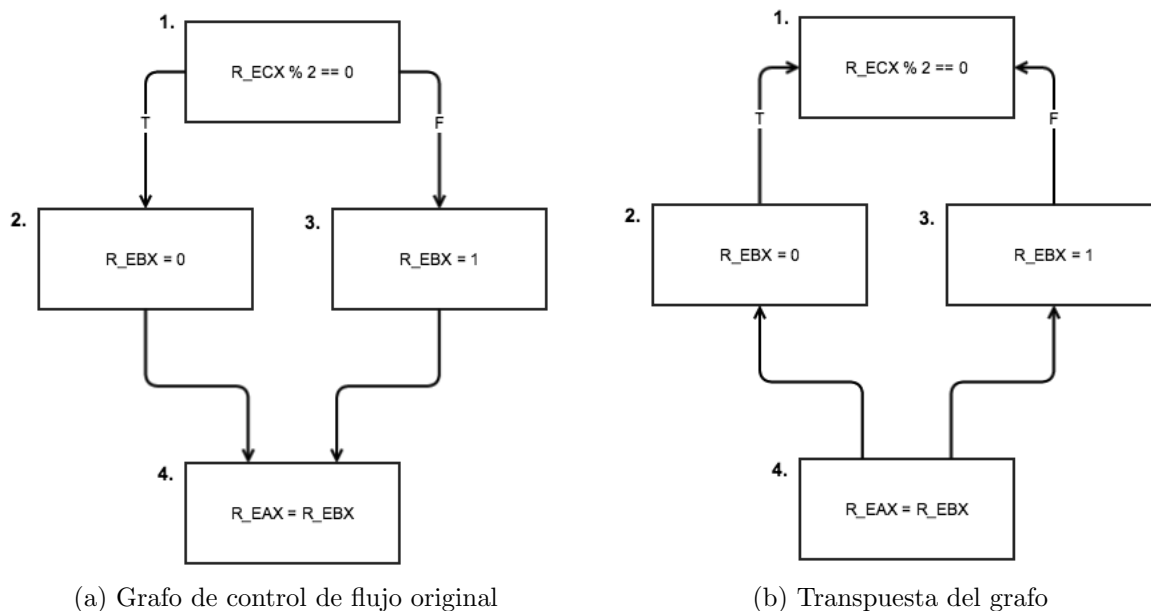 1.
R_ECX % 2 == 0
T
F
2.
R_EBX = 0
3.
R_EBX = 1
4.
R_EAX = R_EBX
(a) Grafo de control de flujo original
1.
R_ECX % 2 == 0
T
F
2.
R_EBX = 0
3.
R_EBX = 1
4.
R_EAX = R_EBX
(b) Transpuesta del grafo